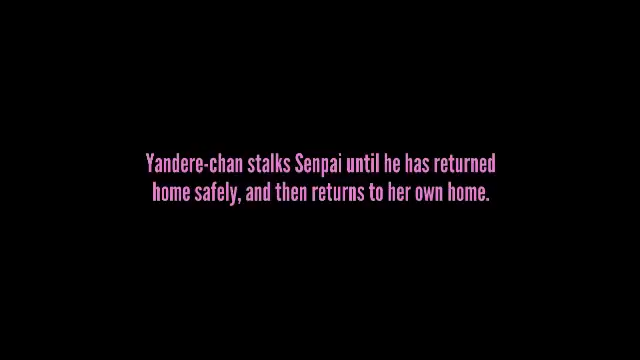 Yandere-chan stalks Senpai until he has returned
home safely, and then returns to her own home.